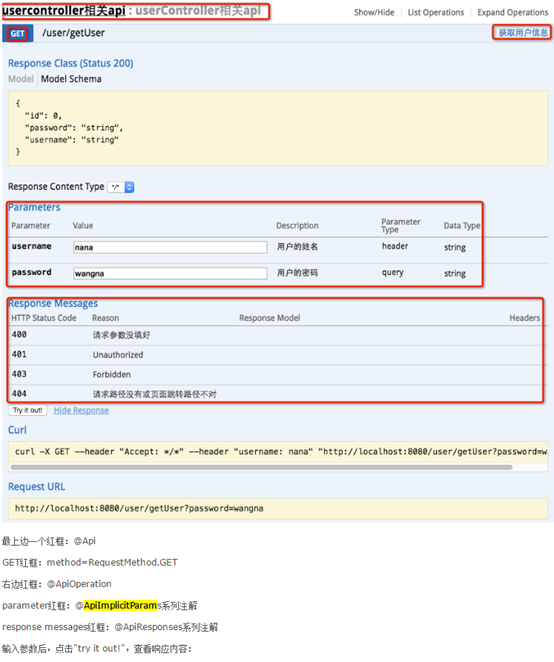 usercontroller相关api : userController相关api Show/Hide List Operations Expand Operations
GET /user/getUser 获取用户信息
Response Class (Status 200)
Model Model Schema
{
"id": 0,
"password": "string",
"username": "string"
}
Response Content Type */*
Parameters
Parameter Value Description Parameter Type Data Type
username nana 用户的姓名 header string
password wangna 用户的密码 query string
Response Messages
HTTP Status Code Reason Response Model Headers
400 请求参数没填好
401 Unauthorized
403 Forbidden
404 请求路径没有或页面跳转路径不对
Try it out! Hide Response
Curl
curl -X GET --header "Accept: */*" --header "username: nana" "http://localhost:8080/user/getUser?password=w
Request URL
http://localhost:8080/user/getUser?password=wangna
最上边一个红框：@Api
GET红框：method=RequestMethod.GET
右边红框：@ApiOperation
parameter红框：@ApiImplicitParams系列注解
response messages红框：@ApiResponses系列注解
输入参数后，点击"try it out!"，查看响应内容：